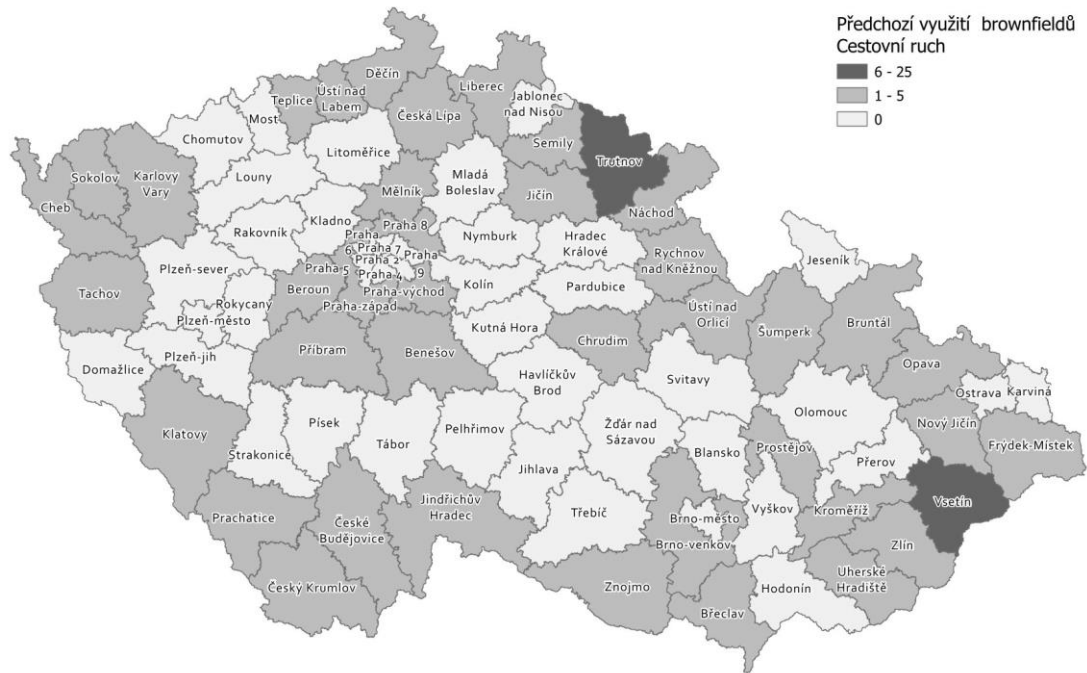 Předchozí využití brownfieldů
Cestovní ruch
6 - 25
1 - 5
0
Děčín
Liberec
Ústí nad
Labem
Teplice
Jablonec
nad Nisou
Most
Česká Lípa
Chomutov
Semily
Litoměřice
Trutnov
Louny
Mladá
Boleslav
Karlovy
Vary
Sokolov
Mělník
Jičín
Cheb
Náchod
Kladno
Praha 8
Rakovník
Nymburk
Hradec
Králové
Praha
6
Praha 7
Praha
9
Praha 2
Praha 4
Praha
5
Rychnov
nad Kněžnou
Jeseník
Plzeň-sever
Tachov
Beroun
Praha-východ
Kolín
Pardubice
Rokycany
Praha-západ
Plzeň-město
Ústí nad
Orlicí
Bruntál
Kutná Hora
Šumperk
Chrudim
Příbram
Benešov
Plzeň-jih
Domažlice
Opava
Havlíčkův
Brod
Svitavy
Ostrava
Karviná
Olomouc
Nový Jičín
Písek
Pelhřimov
Žďár nad
Sázavou
Klatovy
Tábor
Frýdek-Místek
Prostějov
Blansko
Strakonice
Přerov
Jihlava
Vsetín
Jindřichův
Hradec
Prachatice
České
Budějovice
Třebíč
Brno-město
Vyškov
Kroměříž
Brno-venkov
Zlín
Uherské
Hradiště
Český Krumlov
Znojmo
Hodonín
Břeclav